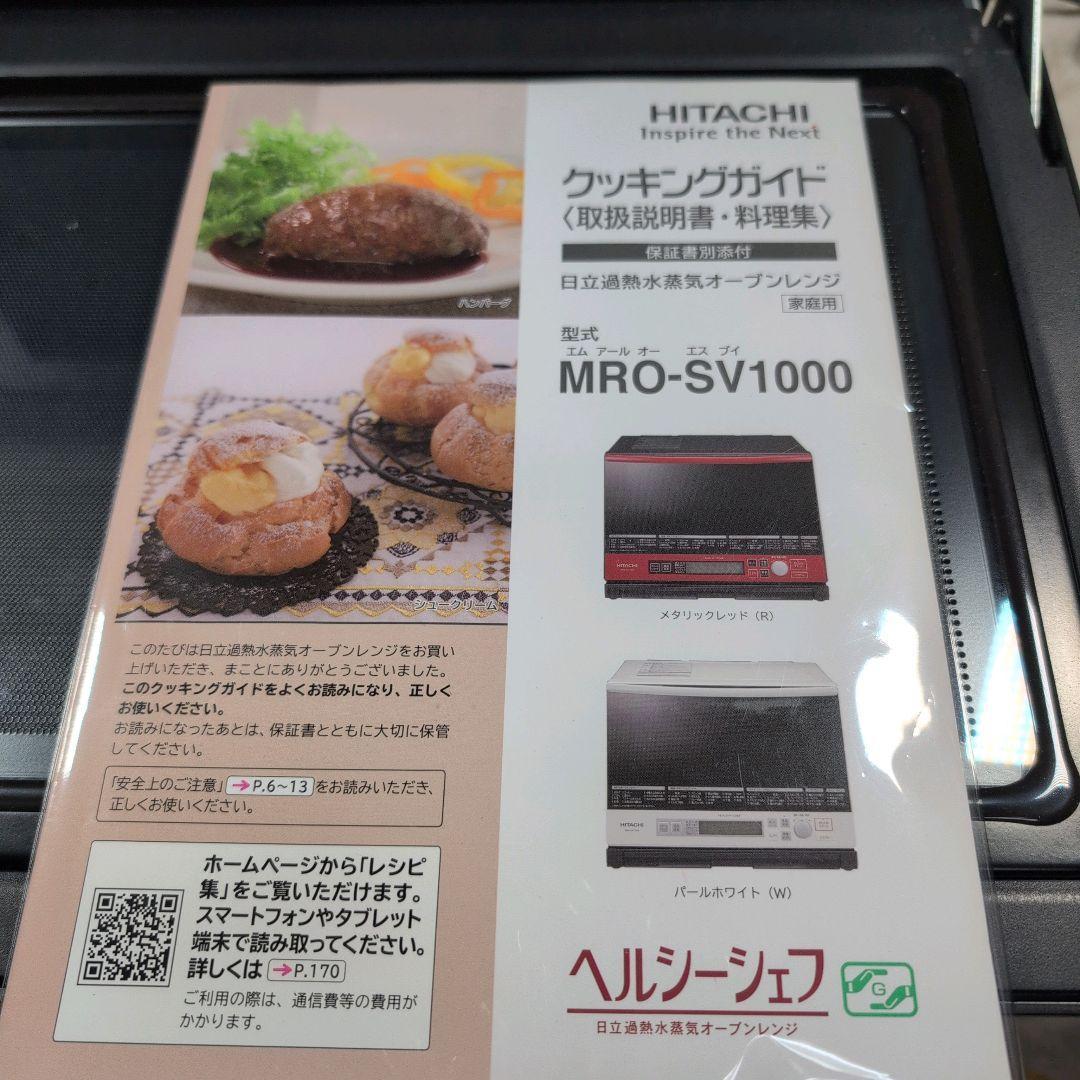 HITACHI
Inspire the Next
クッキングガイド
〈取扱説明書・料理集〉
保証書別添付
日立過熱水蒸気オーブンレンジ
家庭用
型式
エム アール オー エス ブイ
MRO-SV1000
HITACHI
メタリックレッド（R）
HITACHI
パールホワイト（W）
ヘルシーシェフ
日立過熱水蒸気オーブンレンジ
G
ハンバーグ
シュークリーム
このたびは日立過熱水蒸気オーブンレンジをお買い
上げいただき、まことにありがとうございました。
このクッキングガイドをよくお読みになり、正しく
お使いください。
お読みになったあとは、保証書とともに大切に保管
してください。
「安全上のご注意」→P.6~13をお読みいただき、
正しくお使いください。
ホームページから「レシピ
集」をご覧いただけます。
スマートフォンやタブレット
端末で読み取ってください。
詳しくは→P.170
ご利用の際は、通信費等の費用が
かかります。